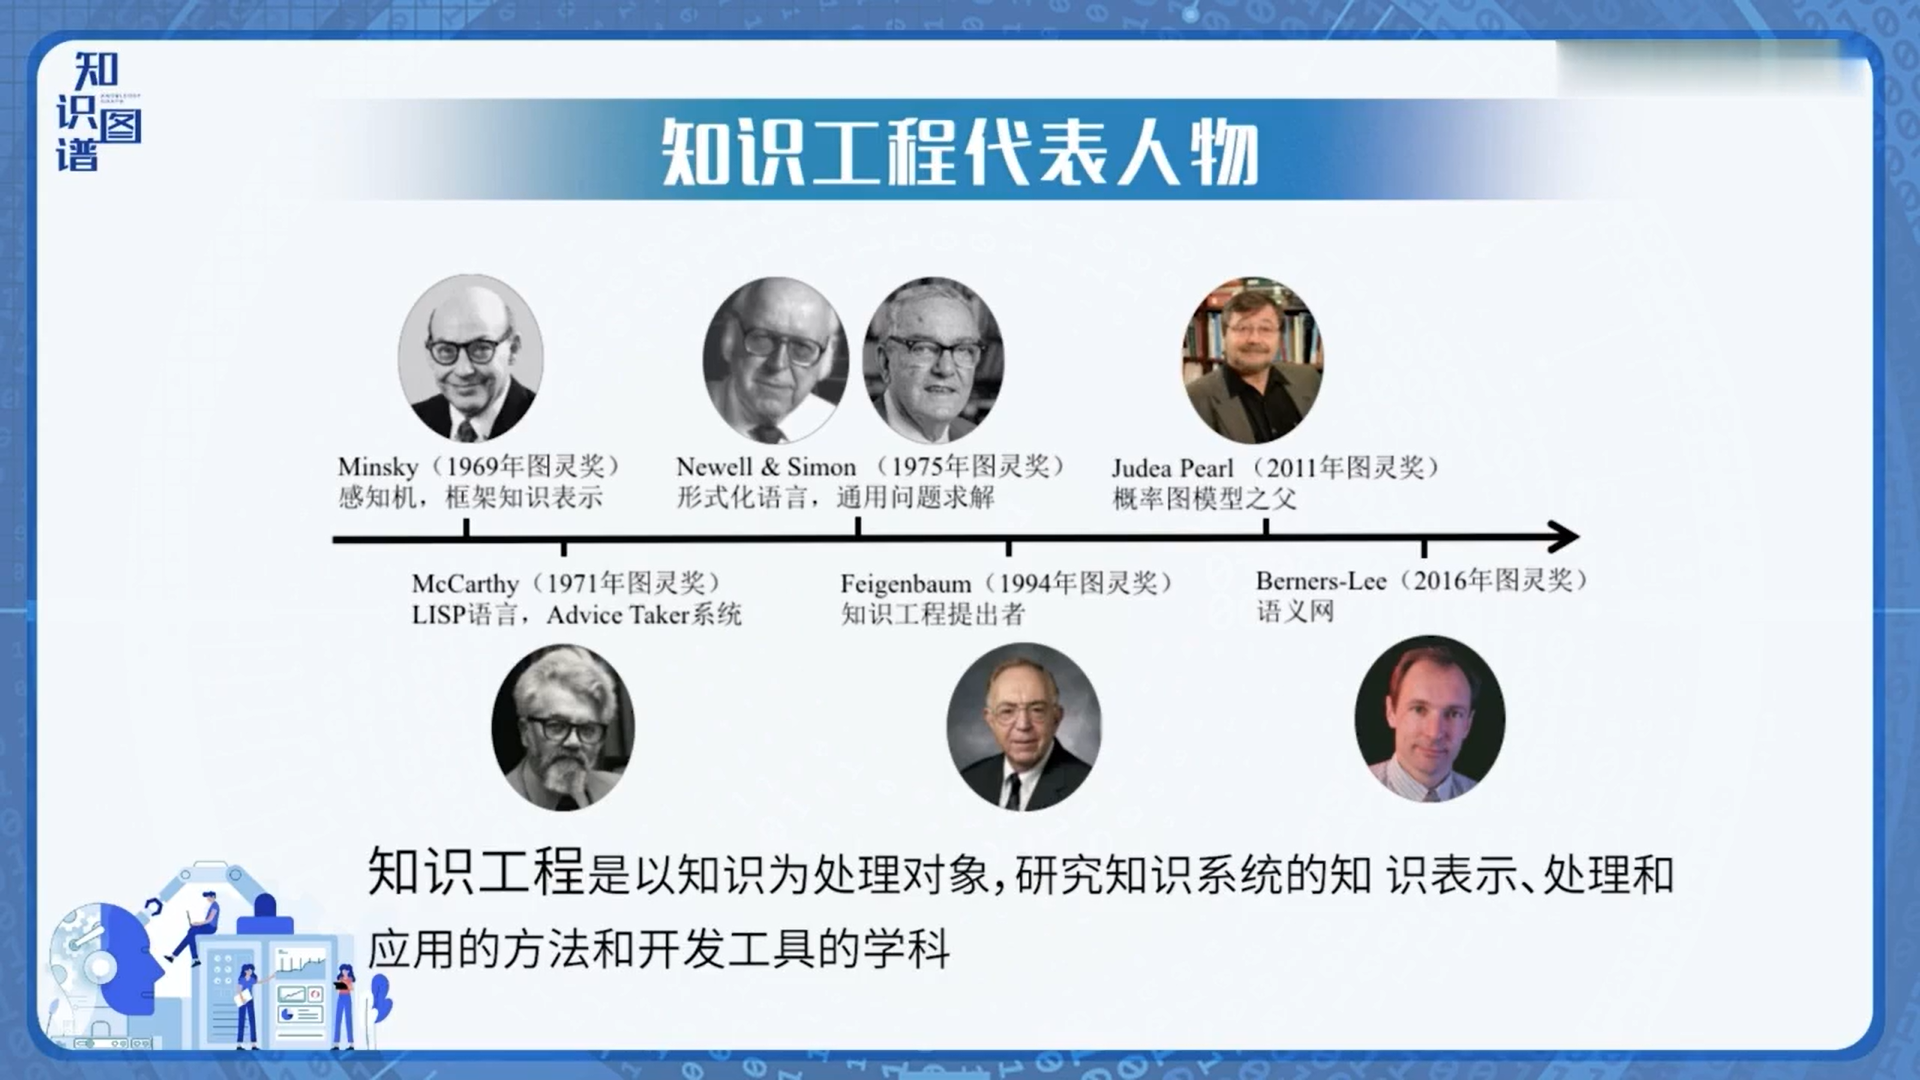 知识图谱
知识工程代表人物
Minsky（1969年图灵奖）
感知机，框架知识表示
Newell & Simon （1975年图灵奖）
形式化语言，通用问题求解
Judea Pearl （2011年图灵奖）
概率图模型之父
McCarthy（1971年图灵奖）
LISP语言，Advice Taker系统
Feigenbaum（1994年图灵奖）
知识工程提出者
Berners-Lee（2016年图灵奖）
语义网
知识工程是以知识为处理对象,研究知识系统的知 识表示、处理和
应用的方法和开发工具的学科